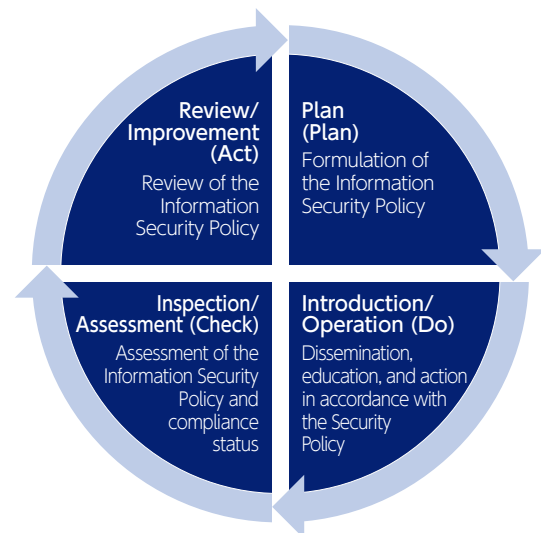 Review/
Improvement
(Act)
Review of the
Information
Security Policy
Plan
(Plan)
Formulation of
the Information
Security Policy
Inspection/
Assessment (Check)
Assessment of the
Information Security
Policy and
compliance
status
Introduction/
Operation (Do)
Dissemination,
education, and action
in accordance with
the Security
Policy